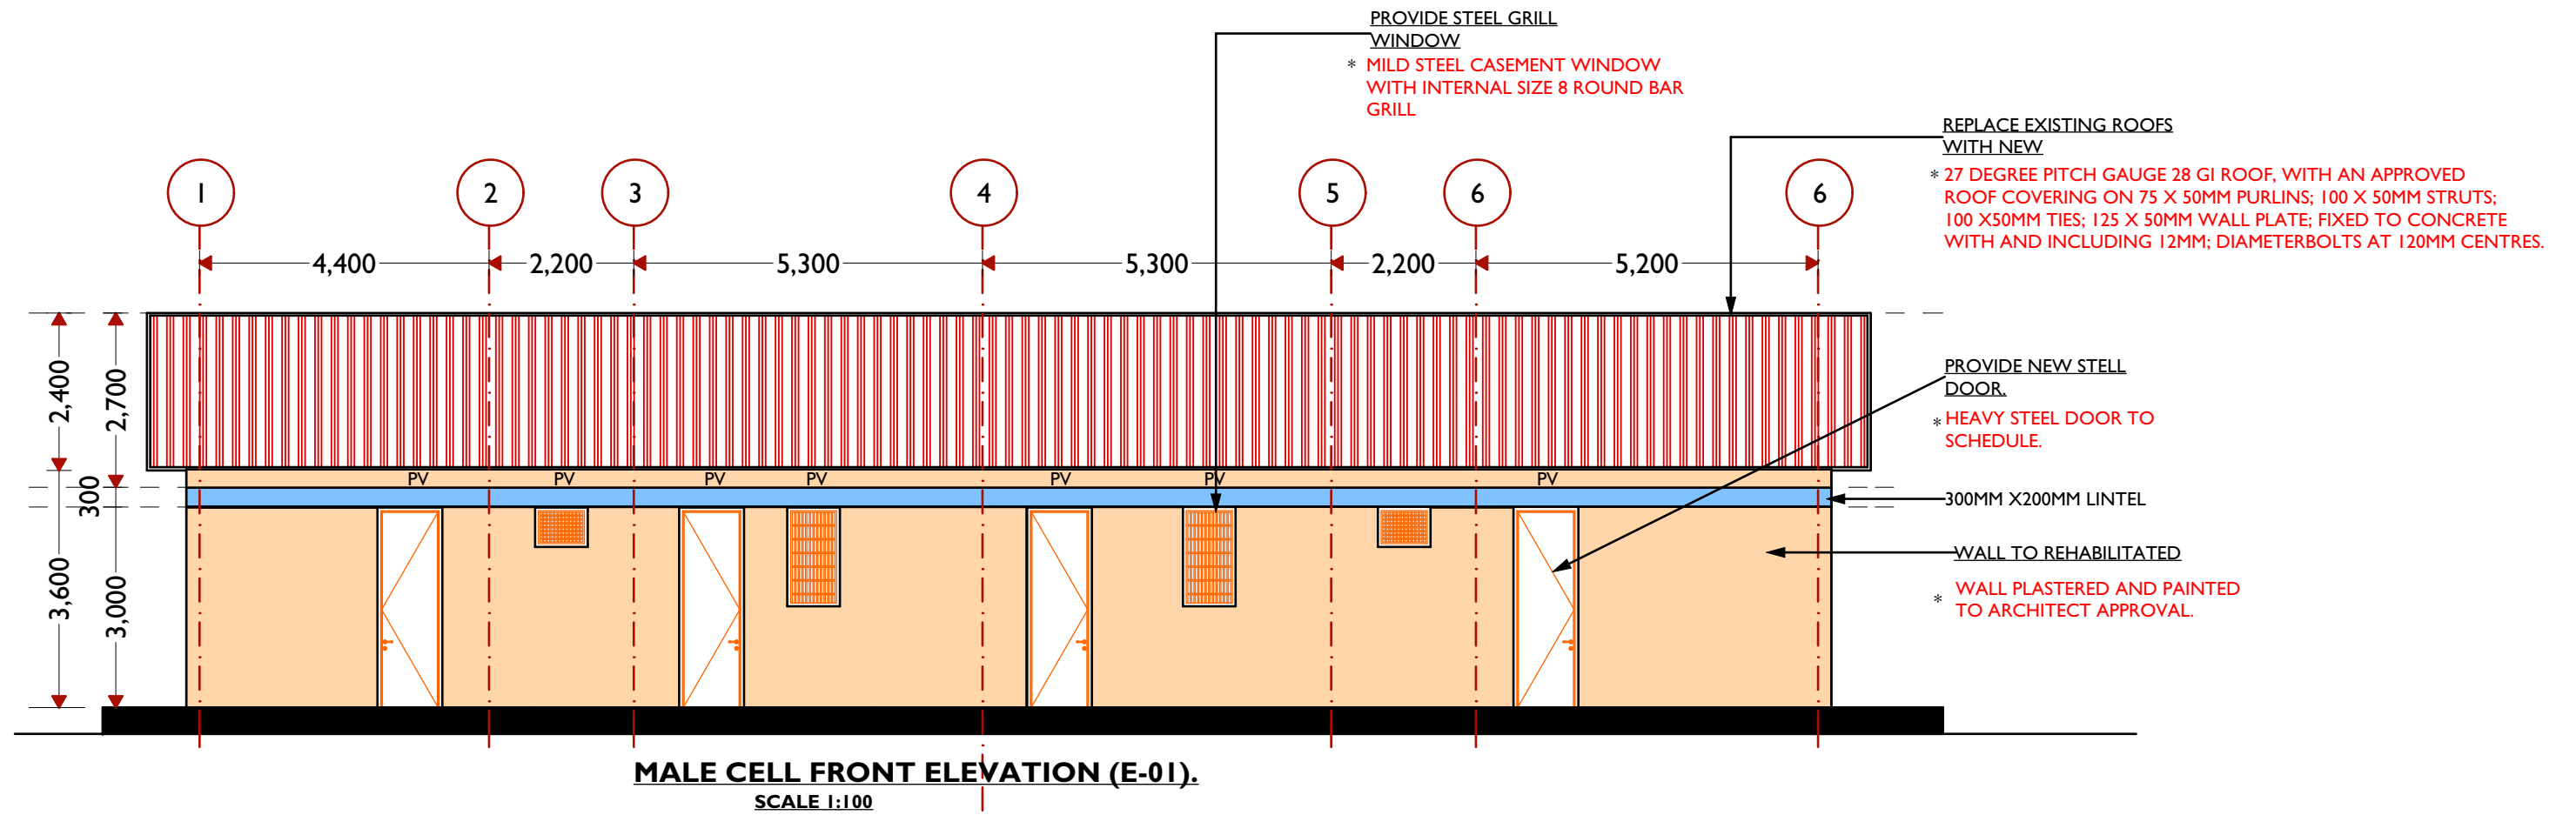 PROVIDE STEEL GRILL
WINDOW
* MILD STEEL CASEMENT WINDOW
WITH INTERNAL SIZE 8 ROUND BAR
GRILL
REPLACE EXISTING ROOFS
WITH NEW
* 27 DEGREE PITCH GAUGE 28 GI ROOF, WITH AN APPROVED
ROOF COVERING ON 75 X 50MM PURLINS; 100 X 50MM STRUTS;
100 X50MM TIES; 125 X 50MM WALL PLATE; FIXED TO CONCRETE
WITH AND INCLUDING 12MM; DIAMETERBOLTS AT 120MM CENTRES.
1 2 3 4 5 6 6
4,400 2,200 5,300 5,300 2,200 5,200
2,400
2,700
300
3,600
3,000
PV PV PV PV PV PV PV
PROVIDE NEW STELL
DOOR.
* HEAVY STEEL DOOR TO
SCHEDULE.
300MM X200MM LINTEL
WALL TO REHABILITATED
* WALL PLASTERED AND PAINTED
TO ARCHITECT APPROVAL.
MALE CELL FRONT ELEVATION (E-01).
SCALE 1:100